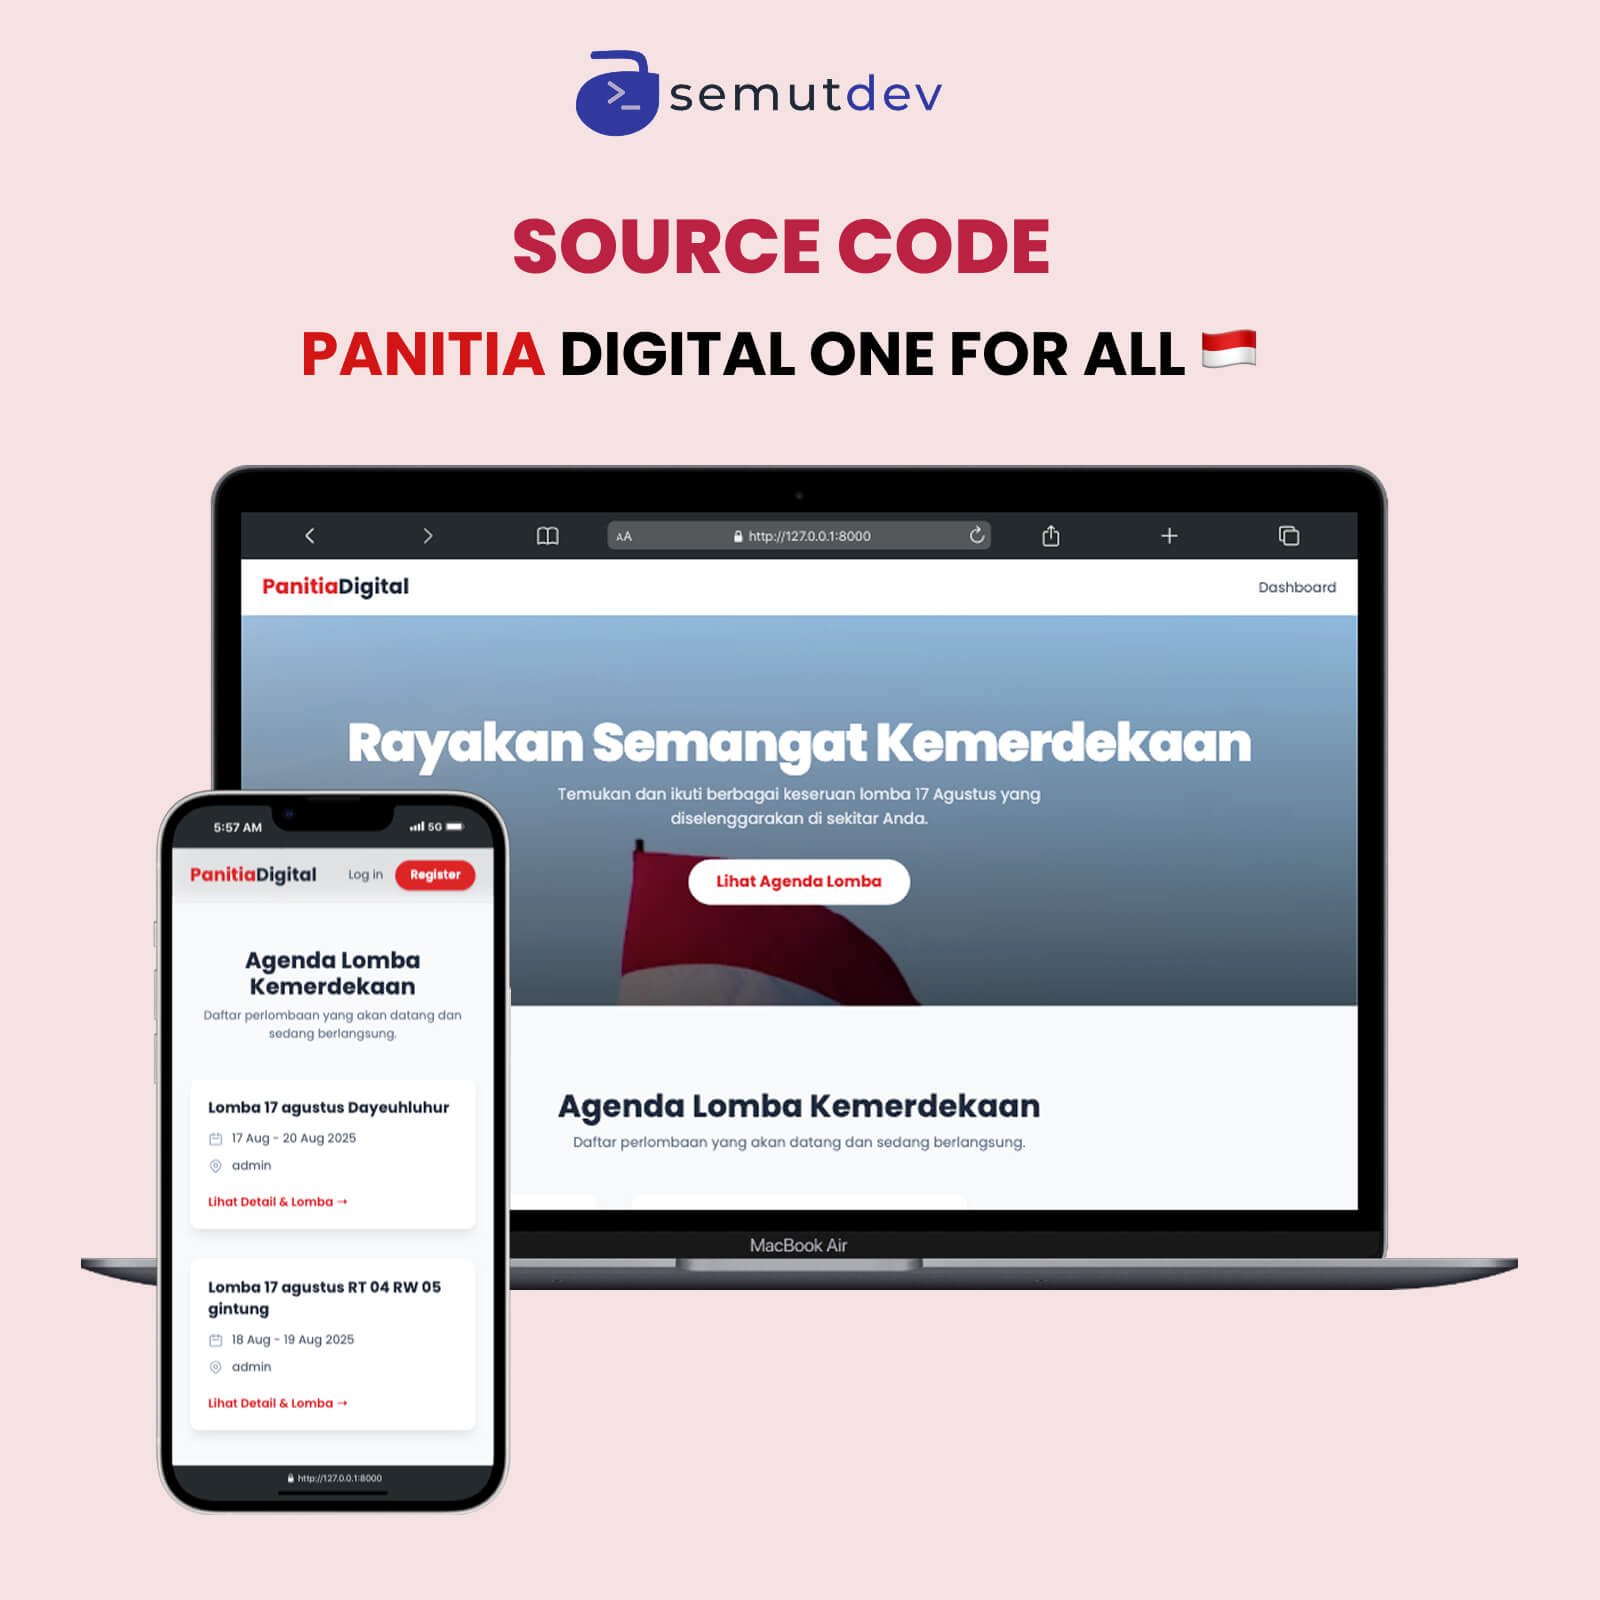 semutdev
SOURCE CODE
PANITIA DIGITAL ONE FOR ALL
AA
http://127.0.0.1:8000
PanitiaDigital
Dashboard
Rayakan Semangat Kemerdekaan
Temukan dan ikuti berbagai keseruan lomba 17 Agustus yang
diselenggarakan di sekitar Anda.
Lihat Agenda Lomba
Agenda Lomba Kemerdekaan
Daftar perlombaan yang akan datang dan sedang berlangsung.
MacBook Air
5:57 AM
5G
PanitiaDigital
Log in
Register
Agenda Lomba
Kemerdekaan
Daftar perlombaan yang akan datang dan
sedang berlangsung.
Lomba 17 agustus Dayeuhluhur
17 Aug - 20 Aug 2025
admin
Lihat Detail & Lomba →
Lomba 17 agustus RT 04 RW 05
gintung
18 Aug - 19 Aug 2025
admin
Lihat Detail & Lomba →
http://127.0.0.1:8000